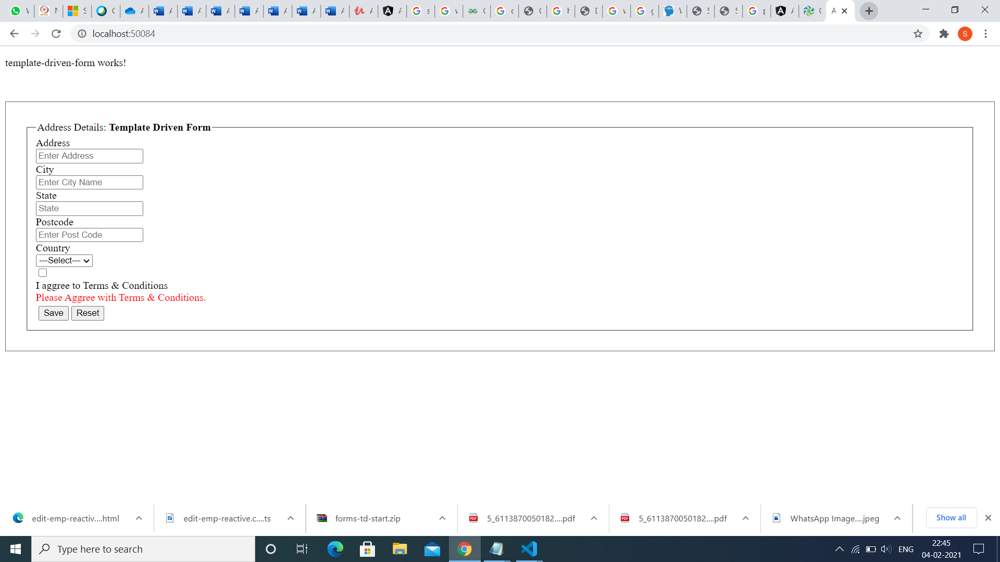 localhost:50084
S
template-driven-form works!
Address Details: Template Driven Form
Address
Enter Address
City
Enter City Name
State
State
Postcode
Enter Post Code
Country
---Select---
I aggree to Terms & Conditions
Please Aggree with Terms & Conditions.
Save Reset
edit-emp-reactiv....html edit-emp-reactive.c....ts forms-td-start.zip 5_6113870050182....pdf 5_6113870050182....pdf WhatsApp Image....jpeg Show all
Type here to search ENG 22:45
04-02-2021